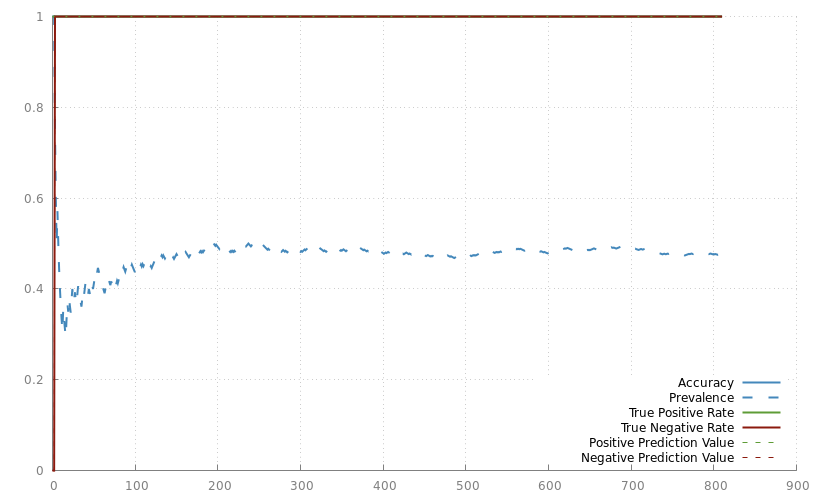 1
0.8
0.6
0.4
0.2
0
Accuracy
Prevalence
True Positive Rate
True Negative Rate
Positive Prediction Value
Negative Prediction Value
0 100 200 300 400 500 600 700 800 900